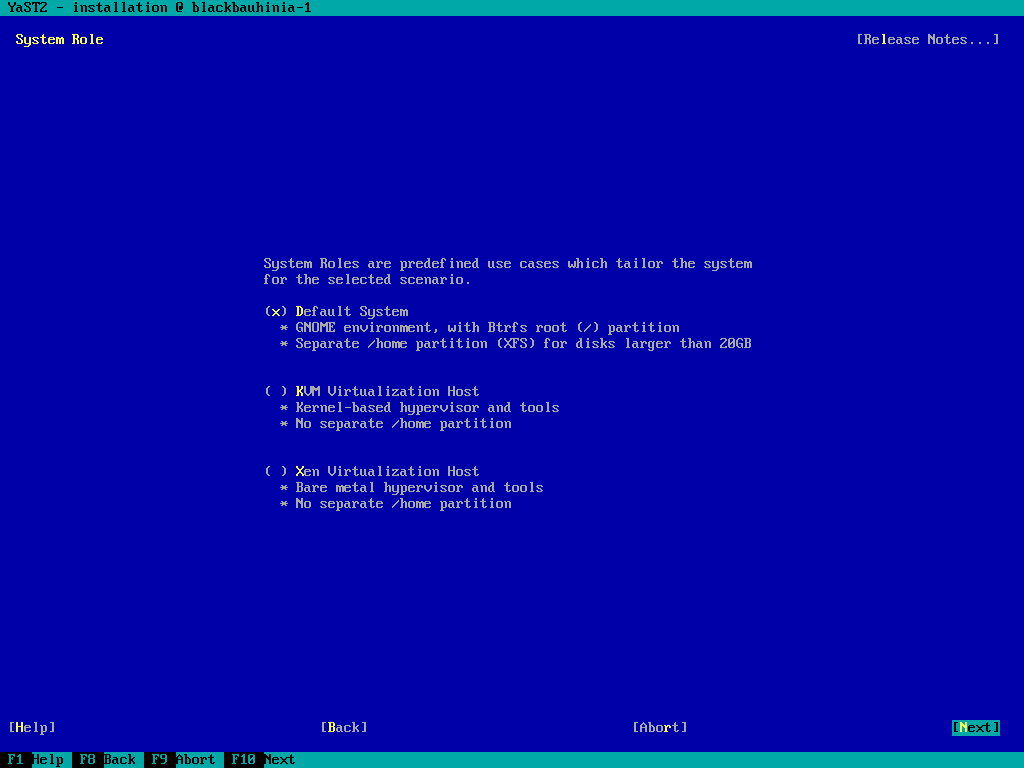 YaST2 - installation @ blackbauhinia-1
System Role [Release Notes...]
System Roles are predefined use cases which tailor the system
for the selected scenario.
(x) Default System
* GNOME environment, with Btrfs root (/) partition
* Separate /home partition (XFS) for disks larger than 20GB
( ) KVM Virtualization Host
* Kernel-based hypervisor and tools
* No separate /home partition
( ) Xen Virtualization Host
* Bare metal hypervisor and tools
* No separate /home partition
[Help] [Back] [Abort] [Next]
F1 Help F8 Back F9 Abort F10 Next